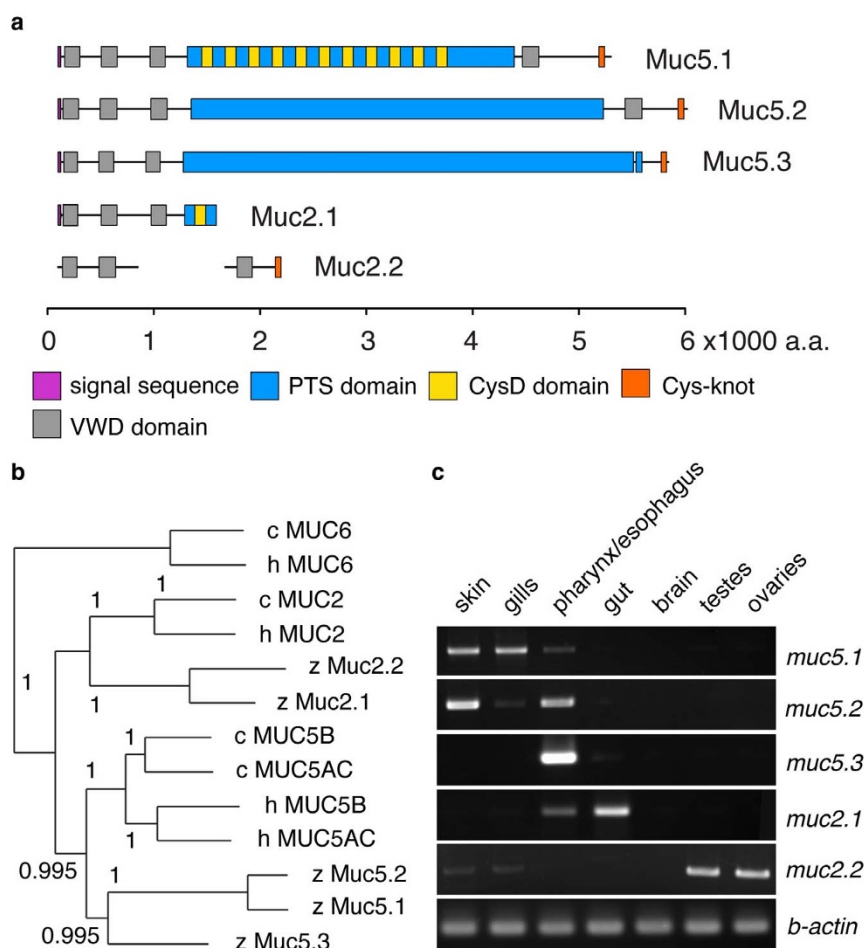 a
Muc5.1
Muc5.2
Muc5.3
Muc2.1
Muc2.2
0 1 2 3 4 5 6 x1000 a.a.
signal sequence PTS domain CysD domain Cys-knot
VWD domain
b
c MUC6
h MUC6
1 1
c MUC2
h MUC2
z Muc2.2
1 1
z Muc2.1
1 c MUC5B
1
c MUC5AC
h MUC5B
1
h MUC5AC
0.995 1
z Muc5.2
z Muc5.1
0.995
z Muc5.3
c
skin gills pharynx/esophagus gut brain testes ovaries
muc5.1
muc5.2
muc5.3
muc2.1
muc2.2
b-actin